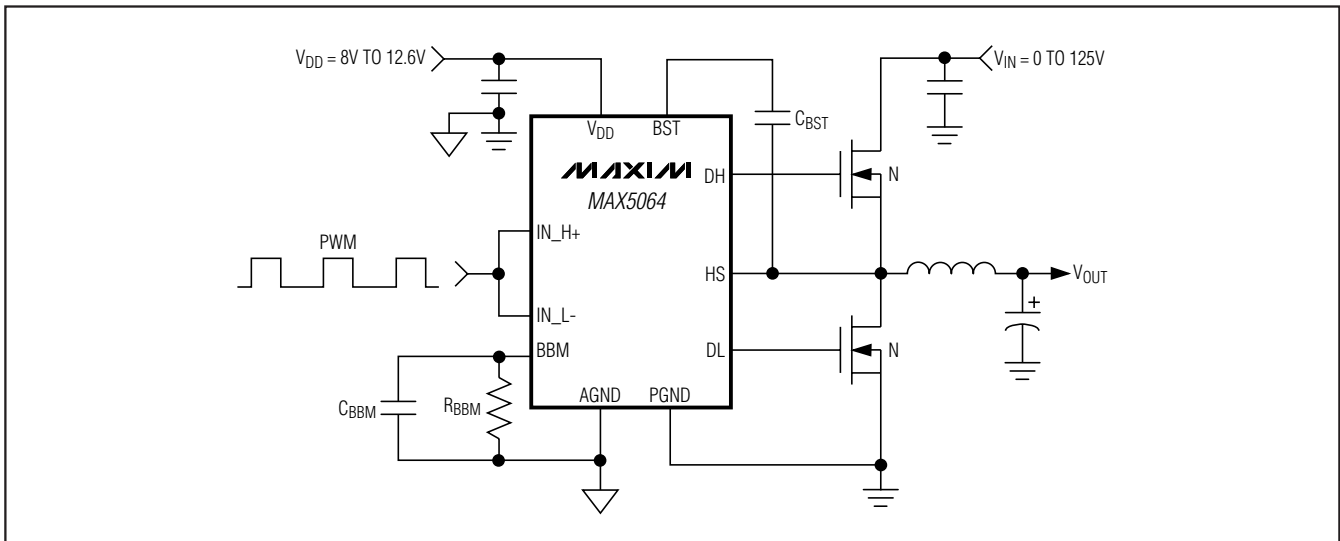 V_DD = 8V TO 12.6V
V_IN = 0 TO 125V
C_BST
V_DD
BST
MAXIM
MAX5064
DH
N
PWM
IN_H+
HS
V_OUT
+
IN_L-
BBM
DL
N
C_BBM
R_BBM
AGND
PGND